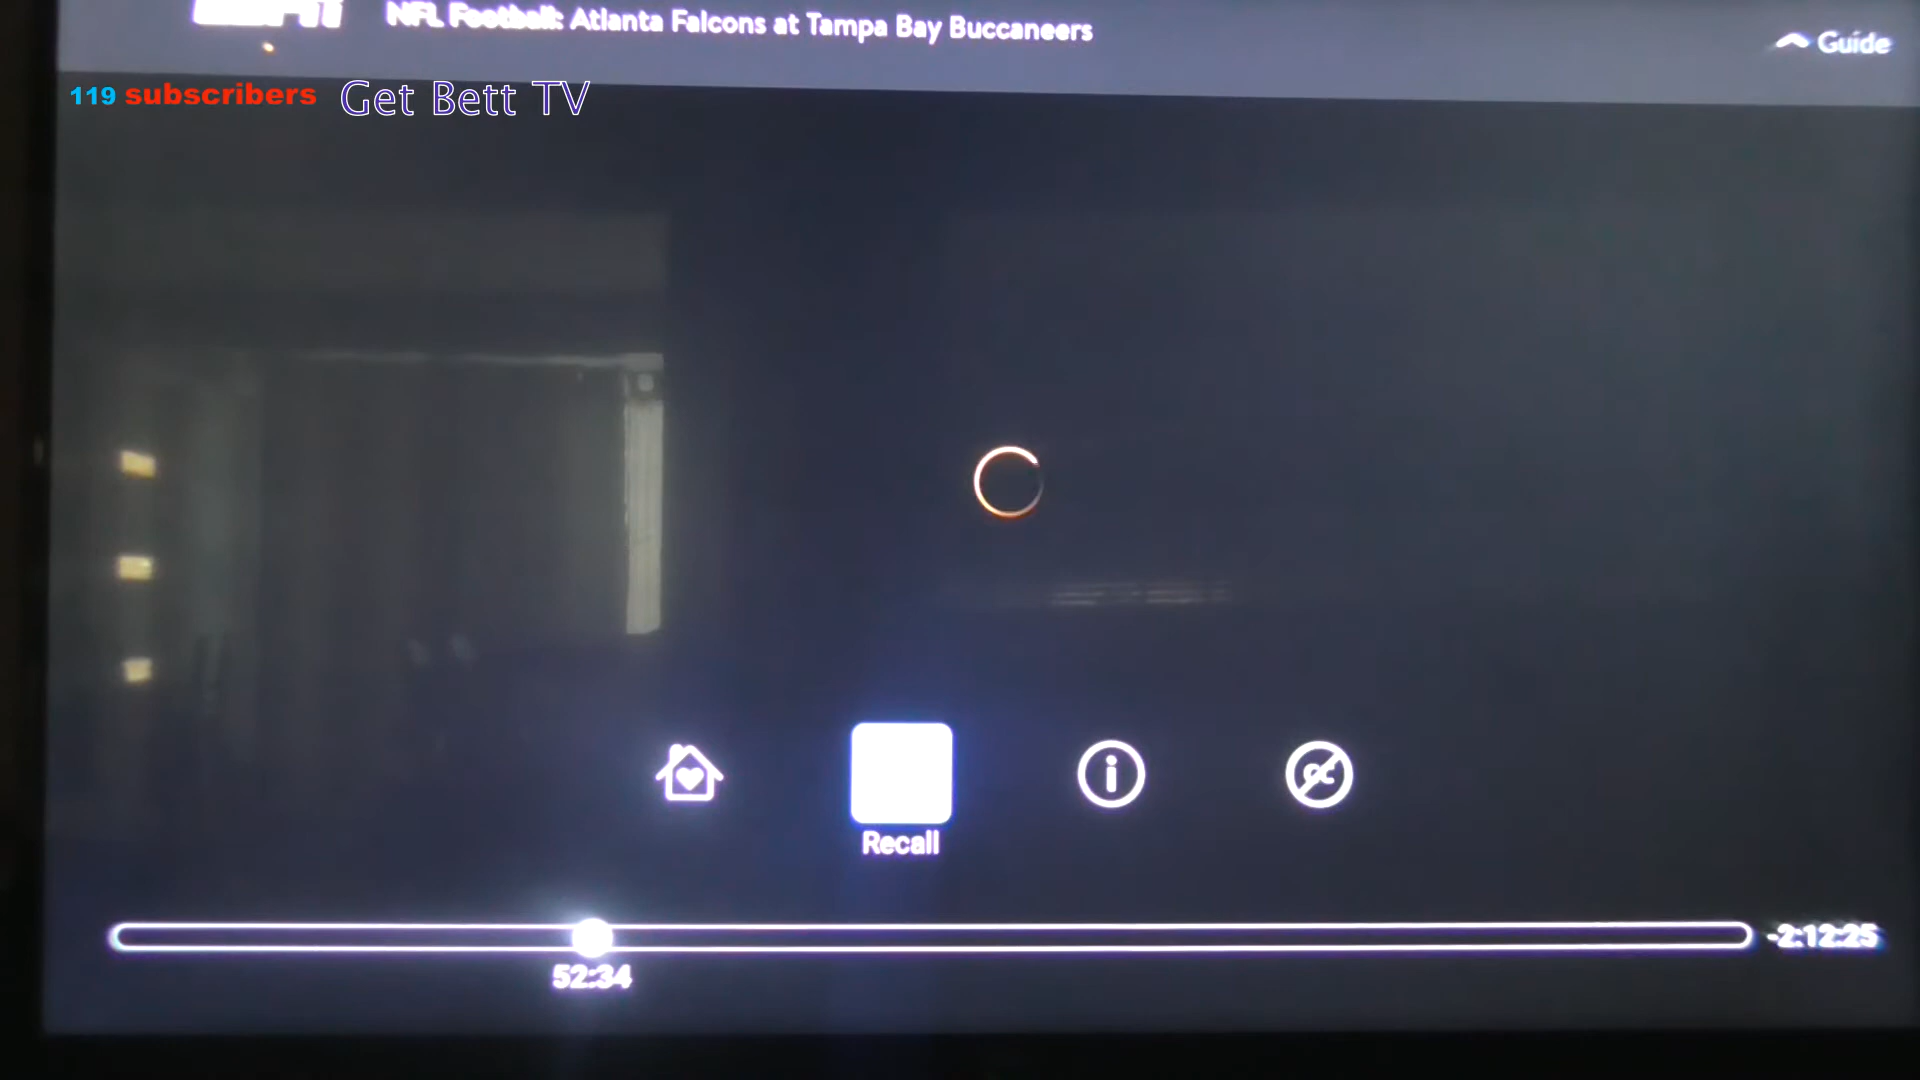 ESPN
NFL Football: Atlanta Falcons at Tampa Bay Buccaneers
Guide
119 subscribers Get Bett TV
Recall
52:34
-2:12:25